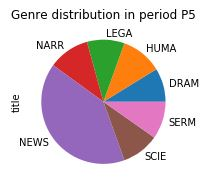 Genre distribution in period P5
LEGA
NARR
HUMA
DRAM
title
NEWS
SERM
SCIE